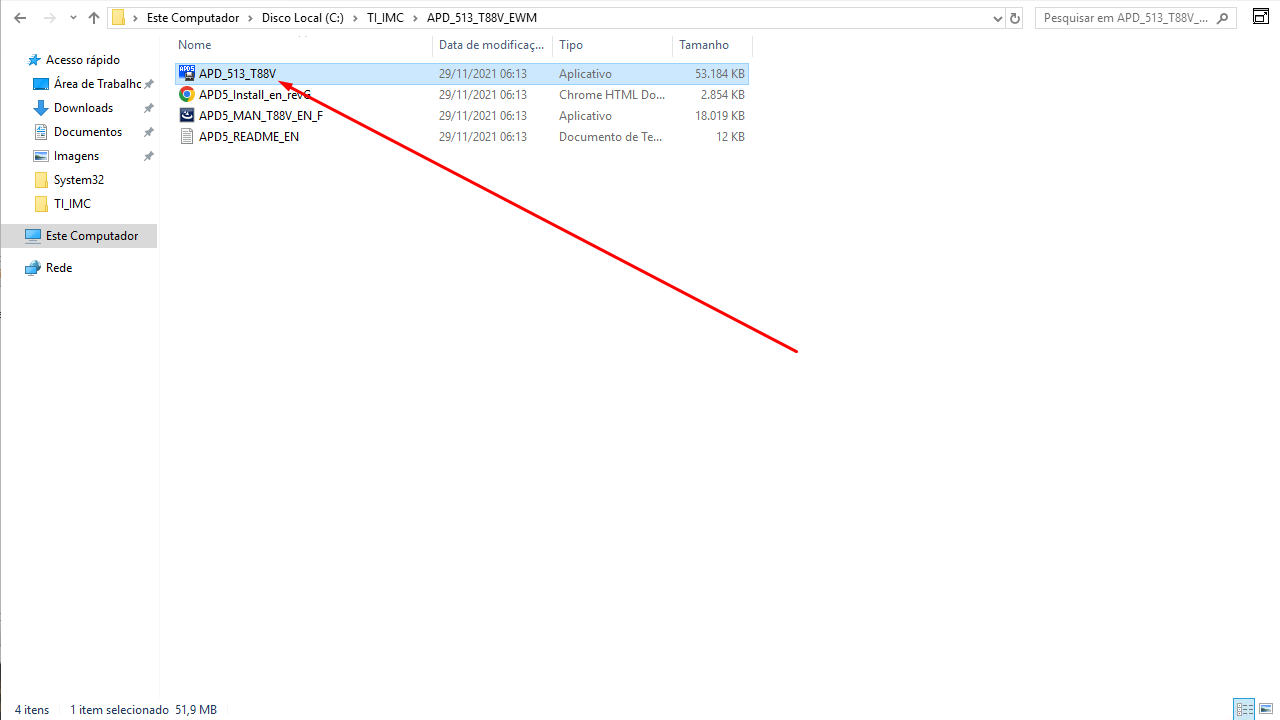 Este Computador > Disco Local (C:) > TI_IMC > APD_513_T88V_EWM
Pesquisar em APD_513_T88V_...
Nome Data de modificaç... Tipo Tamanho
APD_513_T88V 29/11/2021 06:13 Aplicativo 53.184 KB
APD5_Install_en_revG 29/11/2021 06:13 Chrome HTML Do... 2.854 KB
APD5_MAN_T88V_EN_F 29/11/2021 06:13 Aplicativo 18.019 KB
APD5_README_EN 29/11/2021 06:13 Documento de Te... 12 KB
Acesso rápido
Área de Trabalhc
Downloads
Documentos
Imagens
System32
TI_IMC
Este Computador
Rede
4 itens 1 item selecionado 51,9 MB